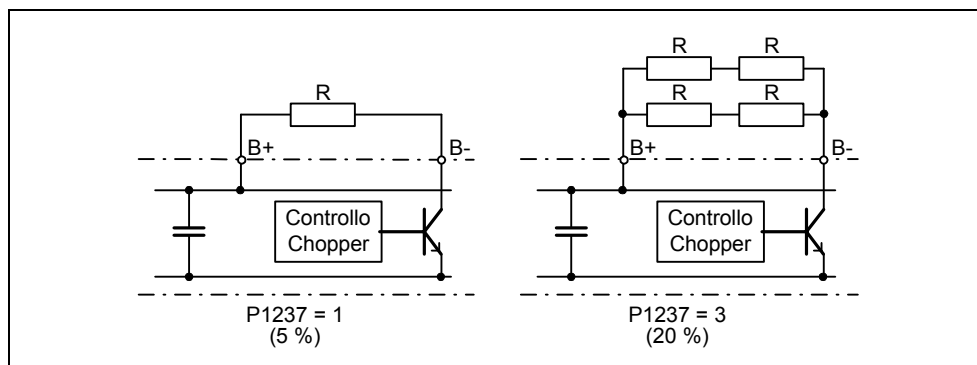 R
B+
B-
Controllo
Chopper
P1237 = 1
(5 %)
R R
R R
B+
B-
Controllo
Chopper
P1237 = 3
(20 %)